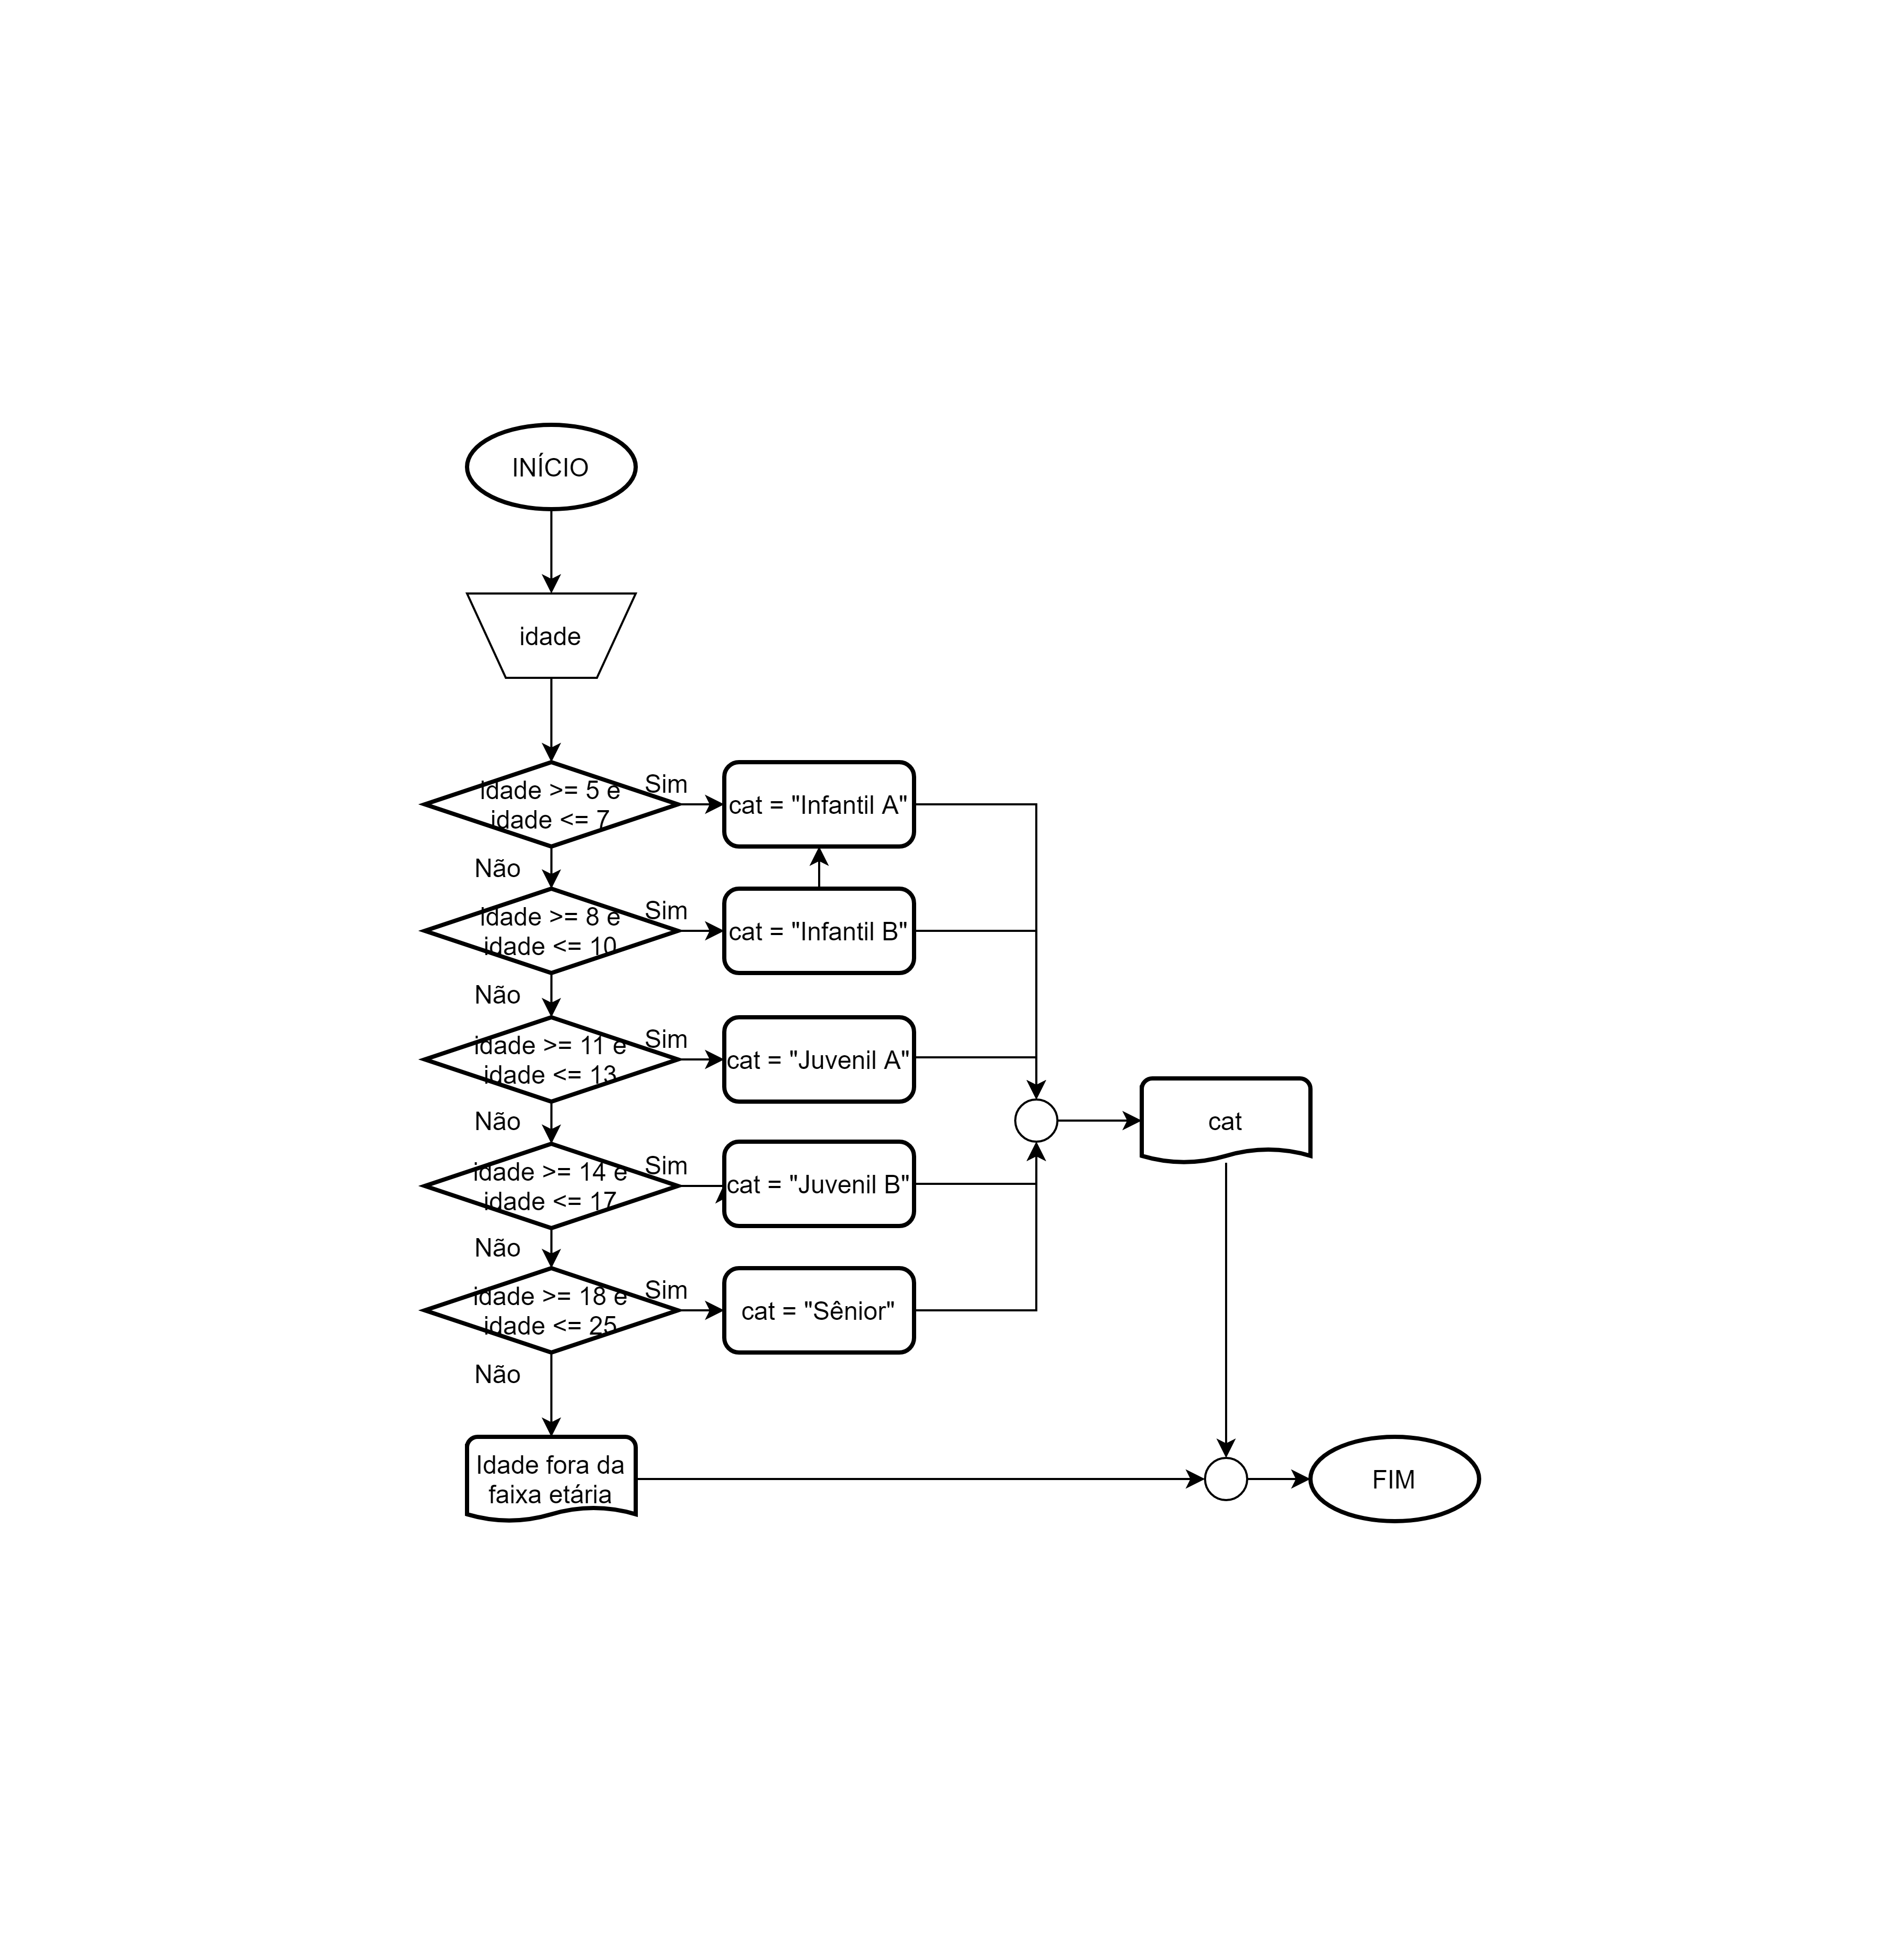 INÍCIO
idade
idade >= 5 e
idade <= 7
Sim
cat = "Infantil A"
Não
idade >= 8 e
idade <= 10
Sim
cat = "Infantil B"
Não
idade >= 11 e
idade <= 13
Sim
cat = "Juvenil A"
Não
idade >= 14 e
idade <= 17
Sim
cat = "Juvenil B"
cat
Não
idade >= 18 e
idade <= 25
Sim
cat = "Sênior"
Não
Idade fora da
faixa etária
FIM